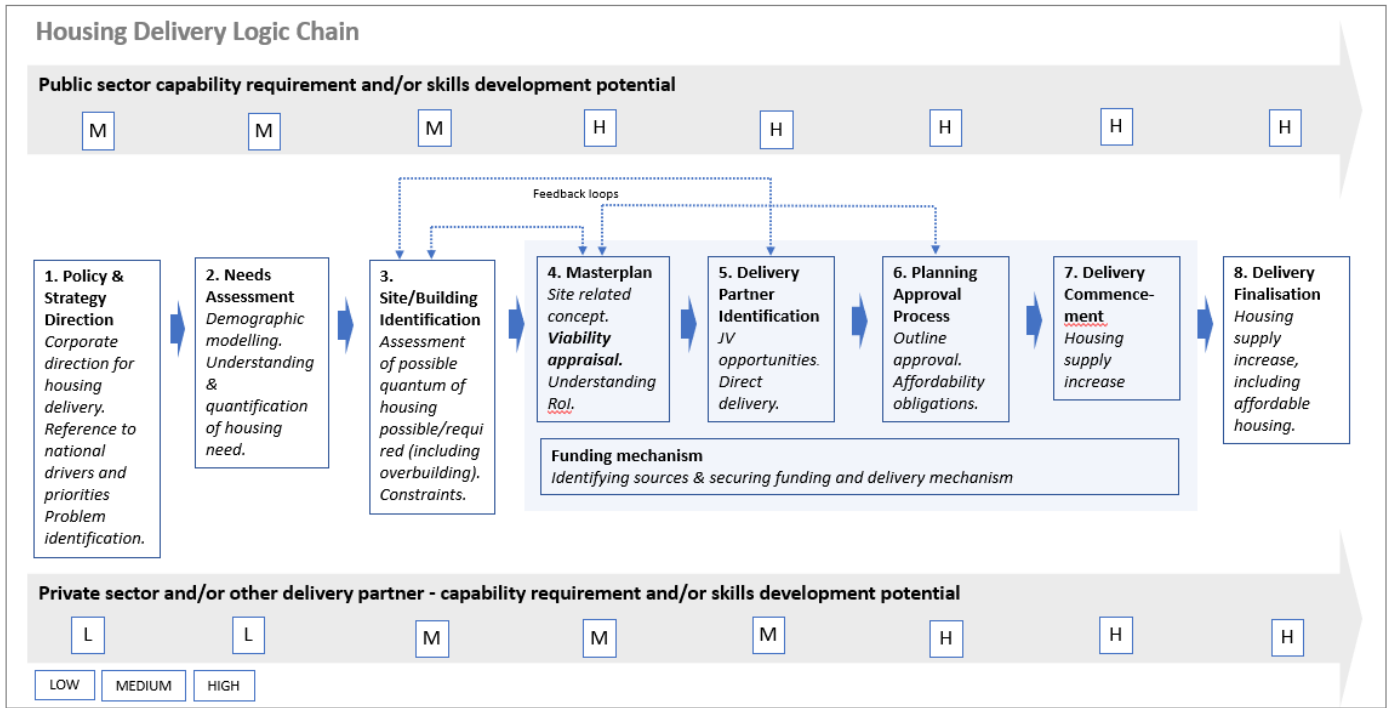 Housing Delivery Logic Chain
Public sector capability requirement and/or skills development potential
M
M
M
H
H
H
H
H
Feedback loops
1. Policy &
Strategy
Direction
Corporate
direction for
housing
delivery.
Reference to
national
drivers and
priorities
Problem
identification.
2. Needs
Assessment
Demographic
modelling.
Understanding
&
quantification
of housing
need.
3.
Site/Building
Identification
Assessment
of possible
quantum of
housing
possible/requi
red (including
overbuilding).
Constraints.
4. Masterplan
Site related
concept.
Viability
appraisal.
Understanding
RoI.
5. Delivery
Partner
Identification
JV
opportunities.
Direct
delivery.
6. Planning
Approval
Process
Outline
approval.
Affordability
obligations.
7. Delivery
Commence-
ment
Housing
supply
increase
8. Delivery
Finalisation
Housing
supply
increase,
including
affordable
housing.
Funding mechanism
Identifying sources & securing funding and delivery mechanism
Private sector and/or other delivery partner - capability requirement and/or skills development potential
L
L
M
M
M
H
H
H
LOW
MEDIUM
HIGH